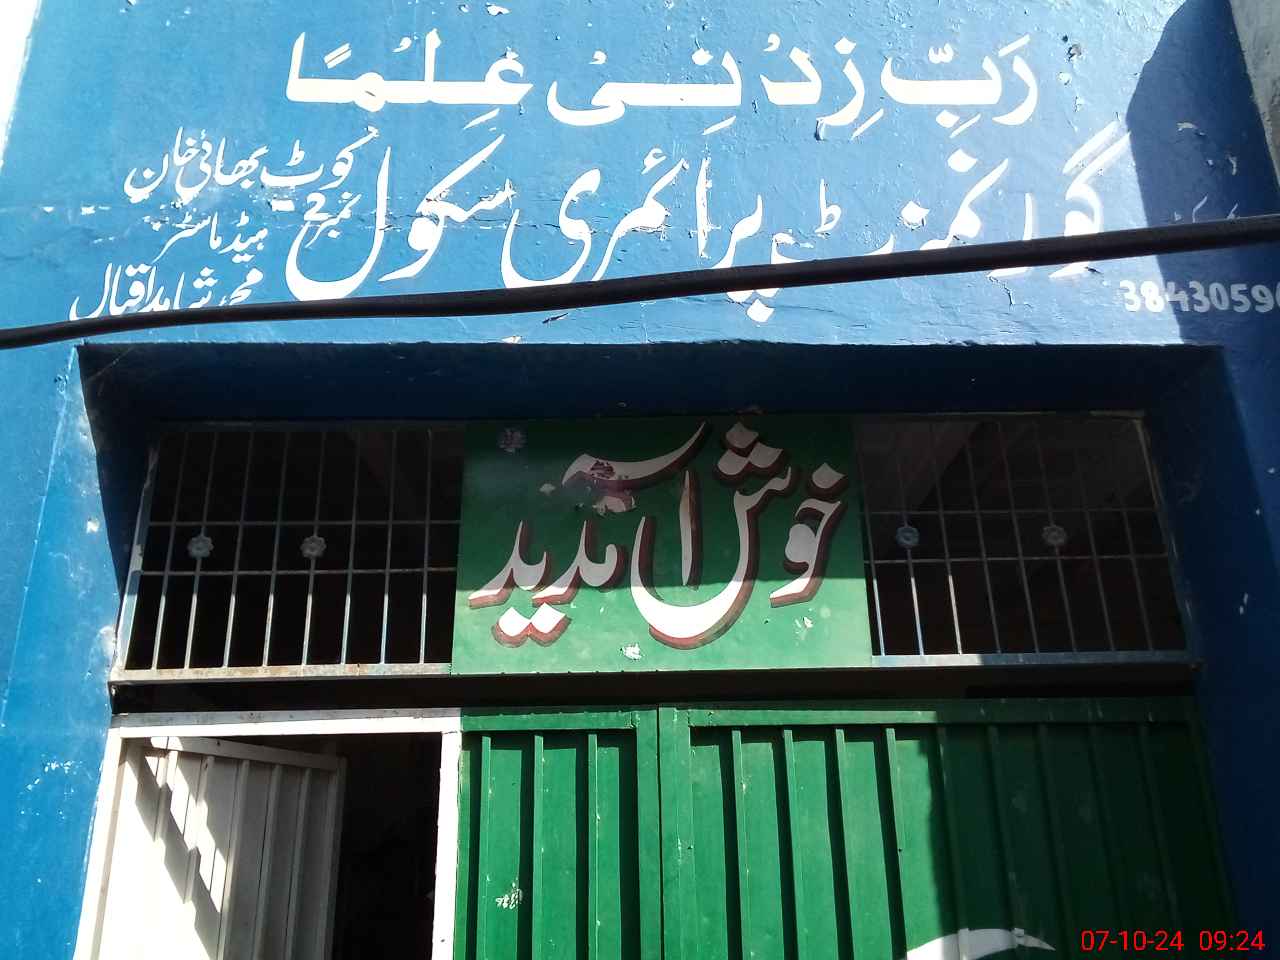 رَبِّ زِدْ نِیْ عِلْمًا
گورنمنٹ پرائمری سکول
نمبر 2
کوٹ بھائی خان
ہیڈ ماسٹر
محمد شاہد اقبال
3843059
خوش آمدید
07-10-24 09:24